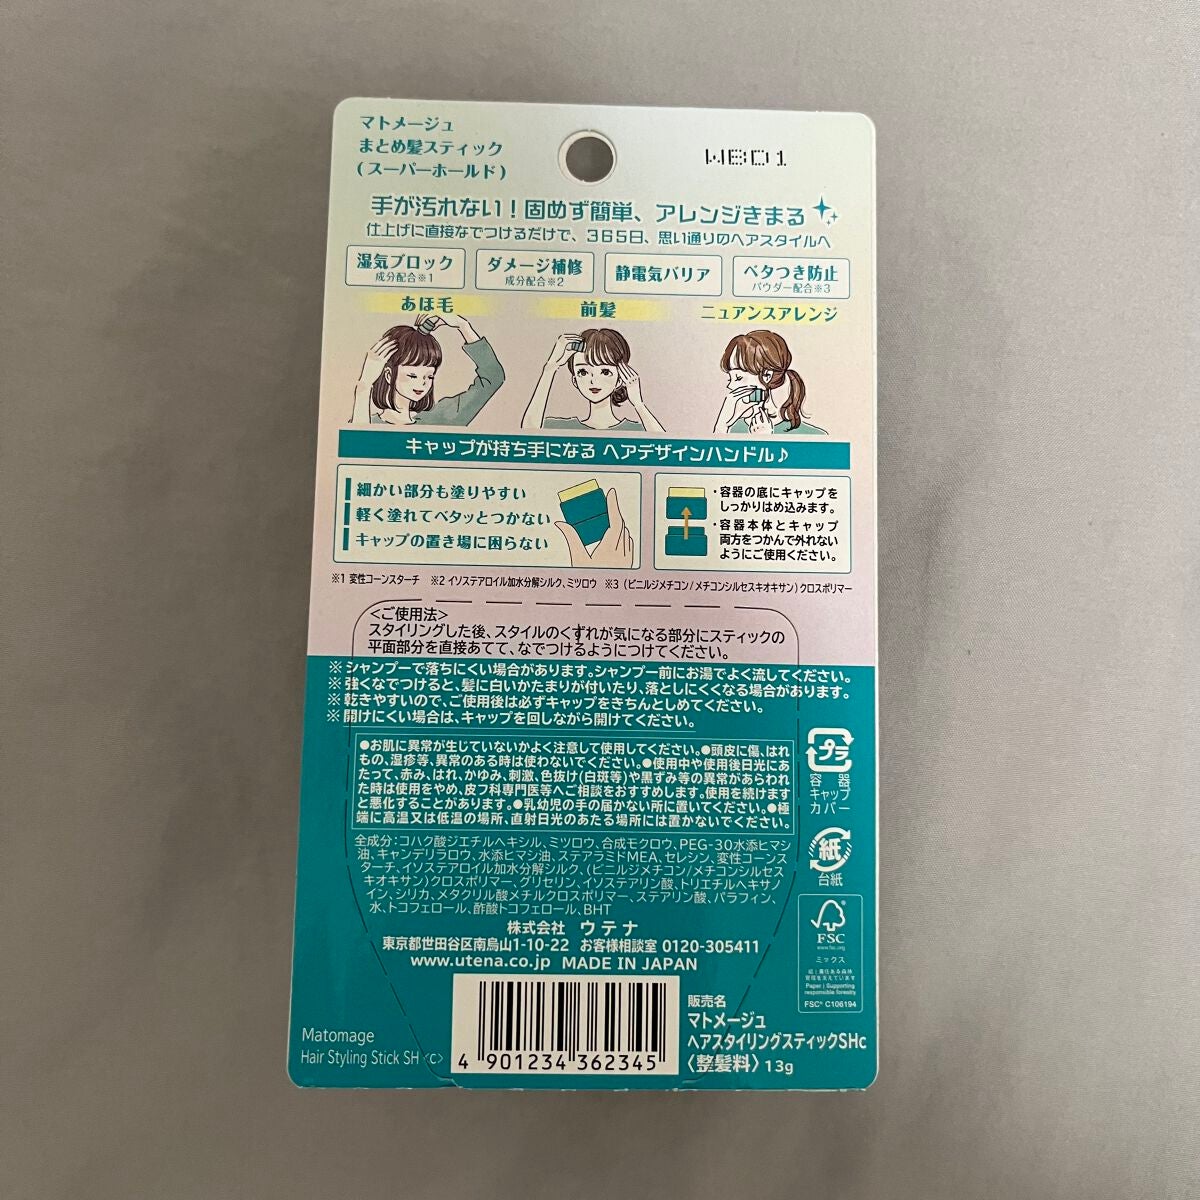 マトメージュ
まとめ髪スティック
(スーパーホールド)
WBD1
手が汚れない！固めず簡単、アレンジきまる
仕上げに直接なでつけるだけで、365日、思い通りのヘアスタイルへ
湿気ブロック
成分配合※1
ダメージ補修
成分配合※2
静電気バリア
ベタつき防止
パウダー配合※3
あほ毛
前髪
ニュアンスアレンジ
キャップが持ち手になる ヘアデザインハンドル♪
細かい部分も塗りやすい
軽く塗れてベタッとつかない
キャップの置き場に困らない
・容器の底にキャップを
しっかりはめ込みます。
・容器本体とキャップ
両方をつかんで外れない
ようにご使用ください。
※1 変性コーンスターチ ※2 イソステアロイル加水分解シルク、ミツロウ ※3（ビニルジメチコン/メチコンシルセスキオキサン）クロスポリマー
<ご使用法>
スタイリングした後、スタイルのくずれが気になる部分にスティックの
平面部分を直接あてて、なでつけるようにつけてください。
※シャンプーで落ちにくい場合があります。シャンプー前にお湯でよく流してください。
※強くなでつけると、髪に白いかたまりが付いたり、落としにくくなる場合があります。
※乾きやすいので、ご使用後は必ずキャップをきちんとしめてください。
※開けにくい場合は、キャップを回しながら開けてください。
●お肌に異常が生じていないかよく注意して使用してください。●頭皮に傷、はれ
もの、湿疹等、異常のある時は使わないでください。●使用中や使用後日光にあ
たって、赤み、はれ、かゆみ、刺激、色抜け(白斑等)や黒ずみ等の異常があらわれ
た時は使用をやめ、皮フ科専門医等へご相談をおすすめします。使用を続けます
と悪化することがあります。●乳幼児の手の届かない所に置いてください。●極
端に高温又は低温の場所、直射日光のあたる場所には置かないでください。
プラ
容器
キャップ
カバー
全成分：コハク酸ジエチルヘキシル、ミツロウ、合成モクロウ、PEG-30水添ヒマシ
油、キャンデリラロウ、水添ヒマシ油、ステアラミドMEA、セレシン、変性コーンス
ターチ、イソステアロイル加水分解シルク、(ビニルジメチコン/メチコンシルセス
キオキサン)クロスポリマー、グリセリン、イソステアリン酸、トリエチルヘキサノ
イン、シリカ、メタクリル酸メチルクロスポリマー、ステアリン酸、パラフィン、
水、トコフェロール、酢酸トコフェロール、BHT
紙
台紙
株式会社 ウテナ
東京都世田谷区南烏山1-10-22 お客様相談室 0120-305411
www.utena.co.jp MADE IN JAPAN
FSC
www.fsc.org
ミックス
紙｜責任ある森林
管理を支えています
Paper | Supporting
responsible forestry
FSC® C106194
Matomage
Hair Styling Stick SH <C>
4 901234 362345
販売名
マトメージュ
ヘアスタイリングスティックSHc
〈整髪料〉13g